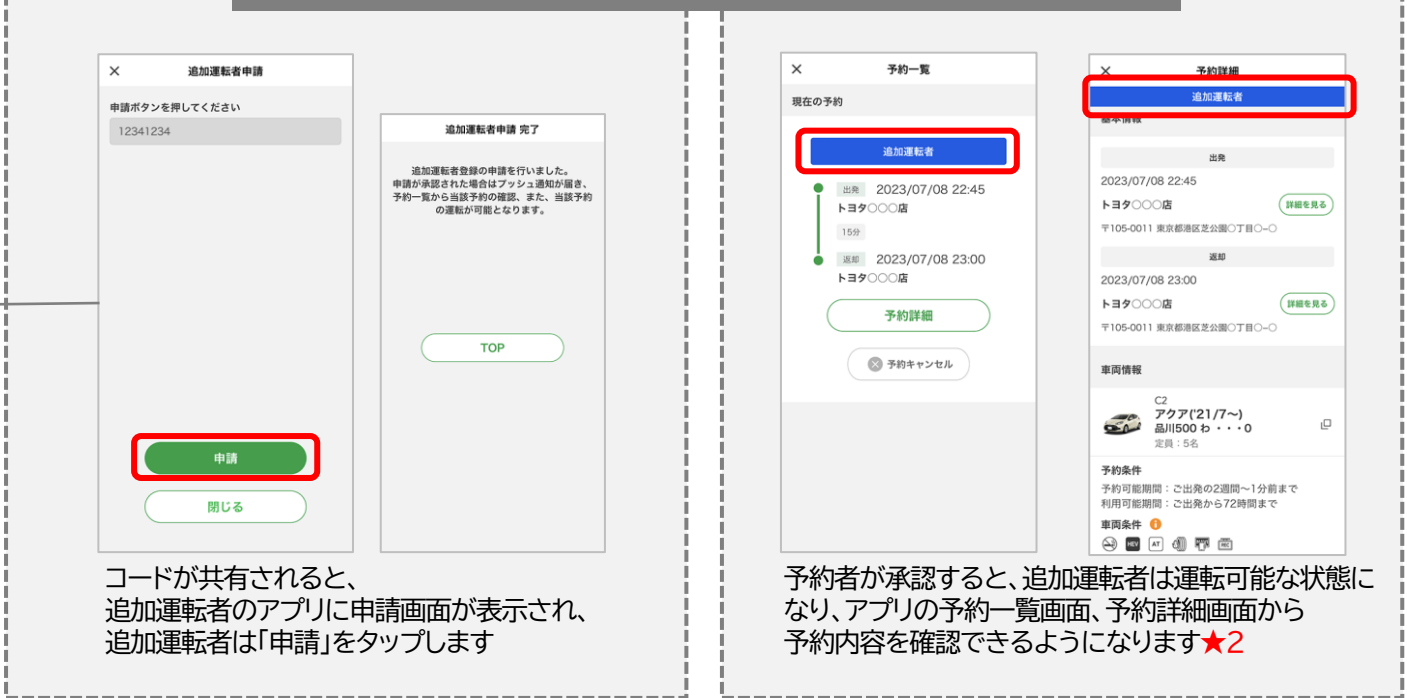 追加運転者申請
申請ボタンを押してください
12341234
申請
閉じる
追加運転者申請 完了
追加運転者登録の申請を行いました。
申請が承認された場合はプッシュ通知が届き、
予約一覧から当該予約の確認、また、当該予約
の運転が可能となります。
TOP
コードが共有されると、
追加運転者のアプリに申請画面が表示され、
追加運転者は「申請」をタップします
予約一覧
現在の予約
追加運転者
出発 2023/07/08 22:45
トヨタ○○○店
15分
返却 2023/07/08 23:00
トヨタ○○○店
予約詳細
予約キャンセル
予約詳細
追加運転者
基本情報
出発
2023/07/08 22:45
トヨタ○○○店 詳細を見る
〒105-0011 東京都港区芝公園○丁目○−○
返却
2023/07/08 23:00
トヨタ○○○店 詳細を見る
〒105-0011 東京都港区芝公園○丁目○−○
車両情報
C2
アクア('21/7〜)
品川500 わ ・・・0
定員：5名
予約条件
予約可能期間：ご出発の2週間〜1分前まで
利用可能期間：ご出発から72時間まで
車両条件
HEV AT
予約者が承認すると、追加運転者は運転可能な状態に
なり、アプリの予約一覧画面、予約詳細画面から
予約内容を確認できるようになります★2